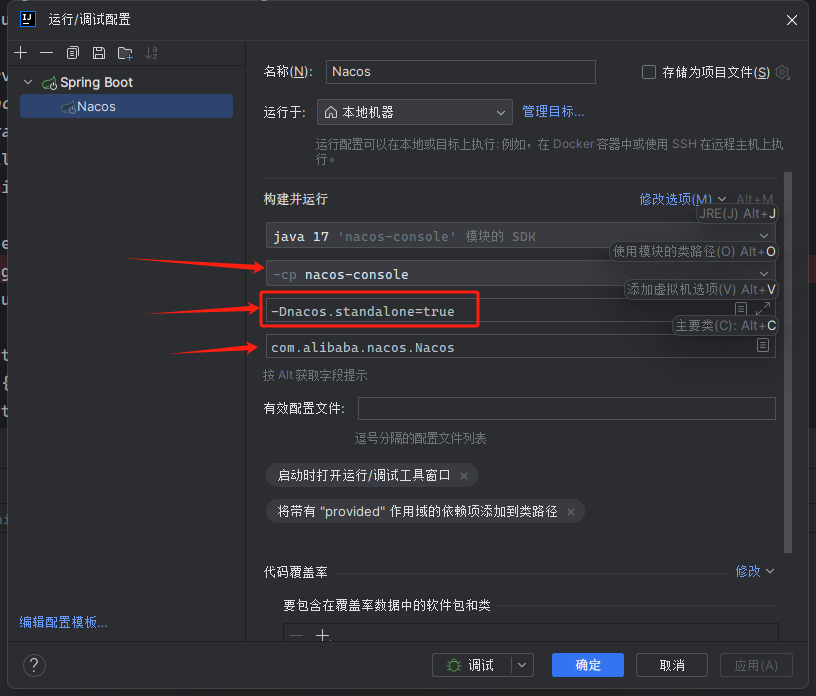 运行/调试配置
Spring Boot
Nacos
编辑配置模板...
名称(N):
Nacos
存储为项目文件(S)
运行于:
本地机器
管理目标...
运行配置可以在本地或目标上执行: 例如，在 Docker 容器中或使用 SSH 在远程主机上执
行。
构建并运行
修改选项(M)
Alt+M
JRE(J) Alt+J
java 17 'nacos-console' 模块的 SDK
使用模块的类路径(O) Alt+O
-cp nacos-console
添加虚拟机选项(V) Alt+V
-Dnacos.standalone=true
主要类(C): Alt+C
com.alibaba.nacos.Nacos
按 Alt 获取字段提示
有效配置文件:
逗号分隔的配置文件列表
启动时打开运行/调试工具窗口
将带有 "provided" 作用域的依赖项添加到类路径
代码覆盖率
修改
要包含在覆盖率数据中的软件包和类
?
调试
确定
取消
应用(A)